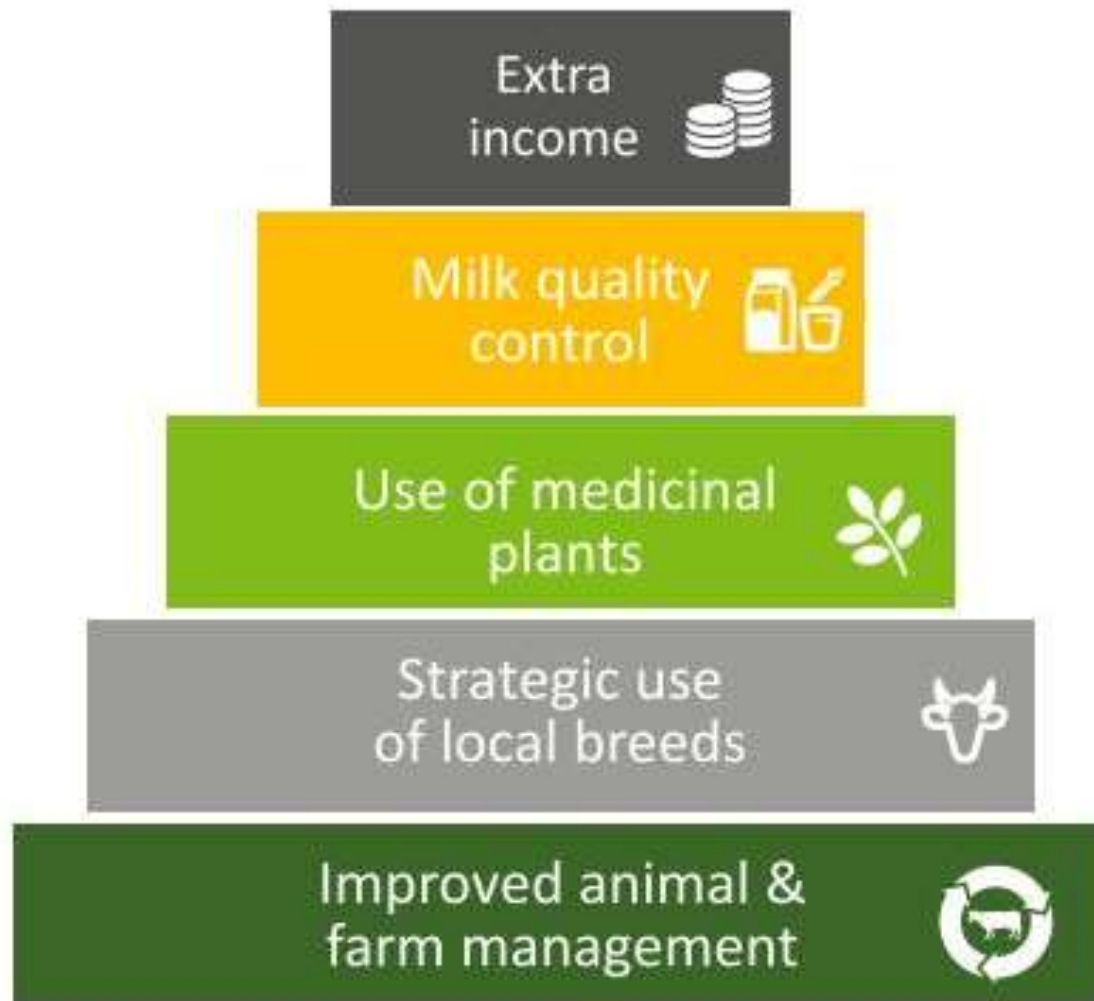 Extra
income
Milk quality
control
Use of medicinal
plants
Strategic use
of local breeds
Improved animal &
farm management